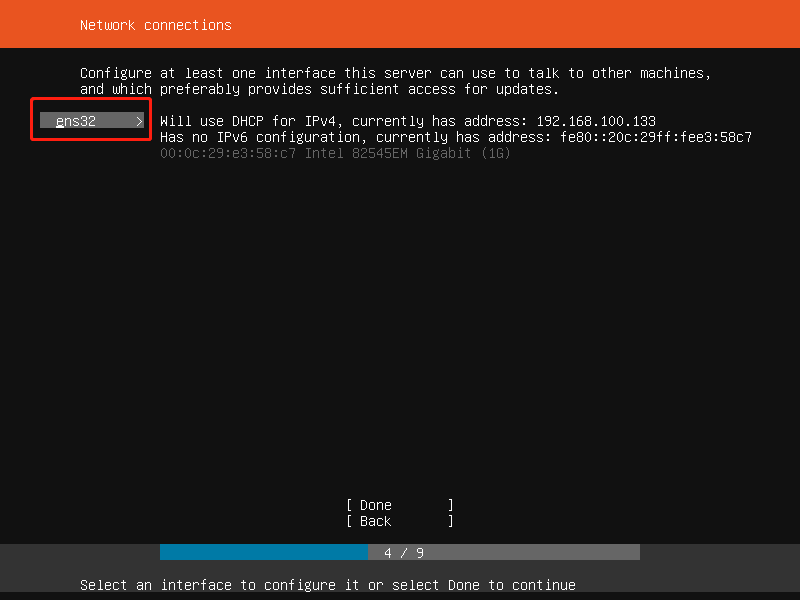 Network connections
Configure at least one interface this server can use to talk to other machines,
and which preferably provides sufficient access for updates.
ens32 > Will use DHCP for IPv4, currently has address: 192.168.100.133
Has no IPv6 configuration, currently has address: fe80::20c:29ff:fee3:58c7
00:0c:29:e3:58:c7 Intel 82545EM Gigabit (1G)
[ Done ]
[ Back ]
4 / 9
Select an interface to configure it or select Done to continue